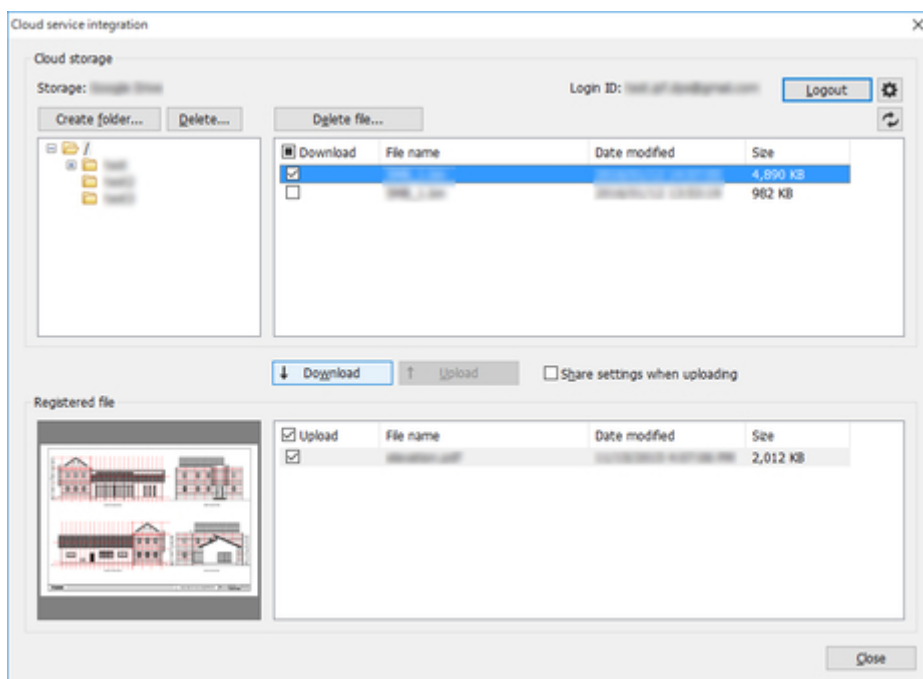 Cloud service integration
Cloud storage
Storage:
Login ID:
Logout
Create folder... Delete... Delete file...
/
Download File name Date modified Size
4,890 KB
982 KB
↓ Download ↑ Upload Share settings when uploading
Registered file
Upload File name Date modified Size
2,012 KB
Close